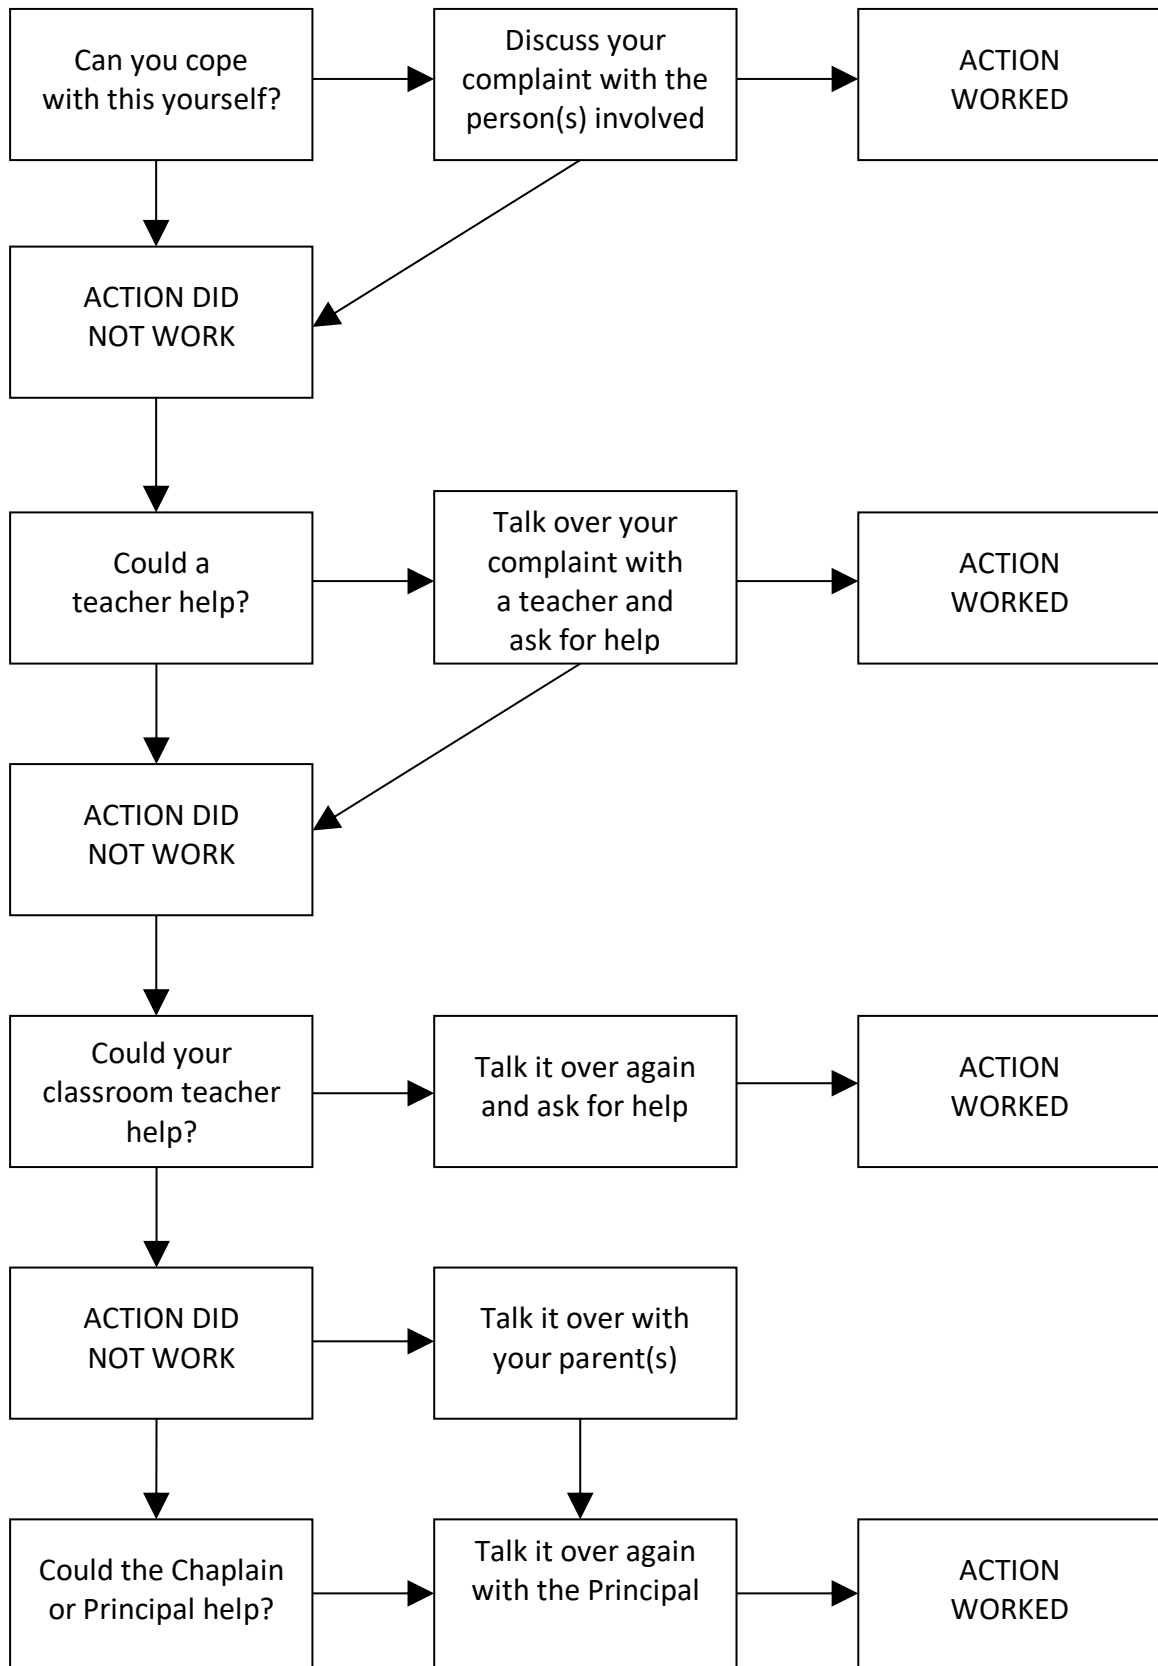 Can you cope
with this yourself?
Discuss your
complaint with the
person(s) involved
ACTION
WORKED
ACTION DID
NOT WORK
Could a
teacher help?
Talk over your
complaint with
a teacher and
ask for help
ACTION
WORKED
ACTION DID
NOT WORK
Could your
classroom teacher
help?
Talk it over again
and ask for help
ACTION
WORKED
ACTION DID
NOT WORK
Talk it over with
your parent(s)
Could the Chaplain
or Principal help?
Talk it over again
with the Principal
ACTION
WORKED